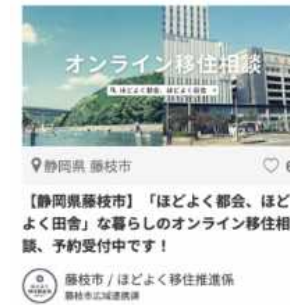 オンライン移住相談
ほどよく都会、ほどよく田舎
静岡県 藤枝市
【静岡県藤枝市】「ほどよく都会、ほど
よく田舎」な暮らしのオンライン移住相
談、予約受付中です！
藤枝市 / ほどよく移住推進係
藤枝市広域連携課